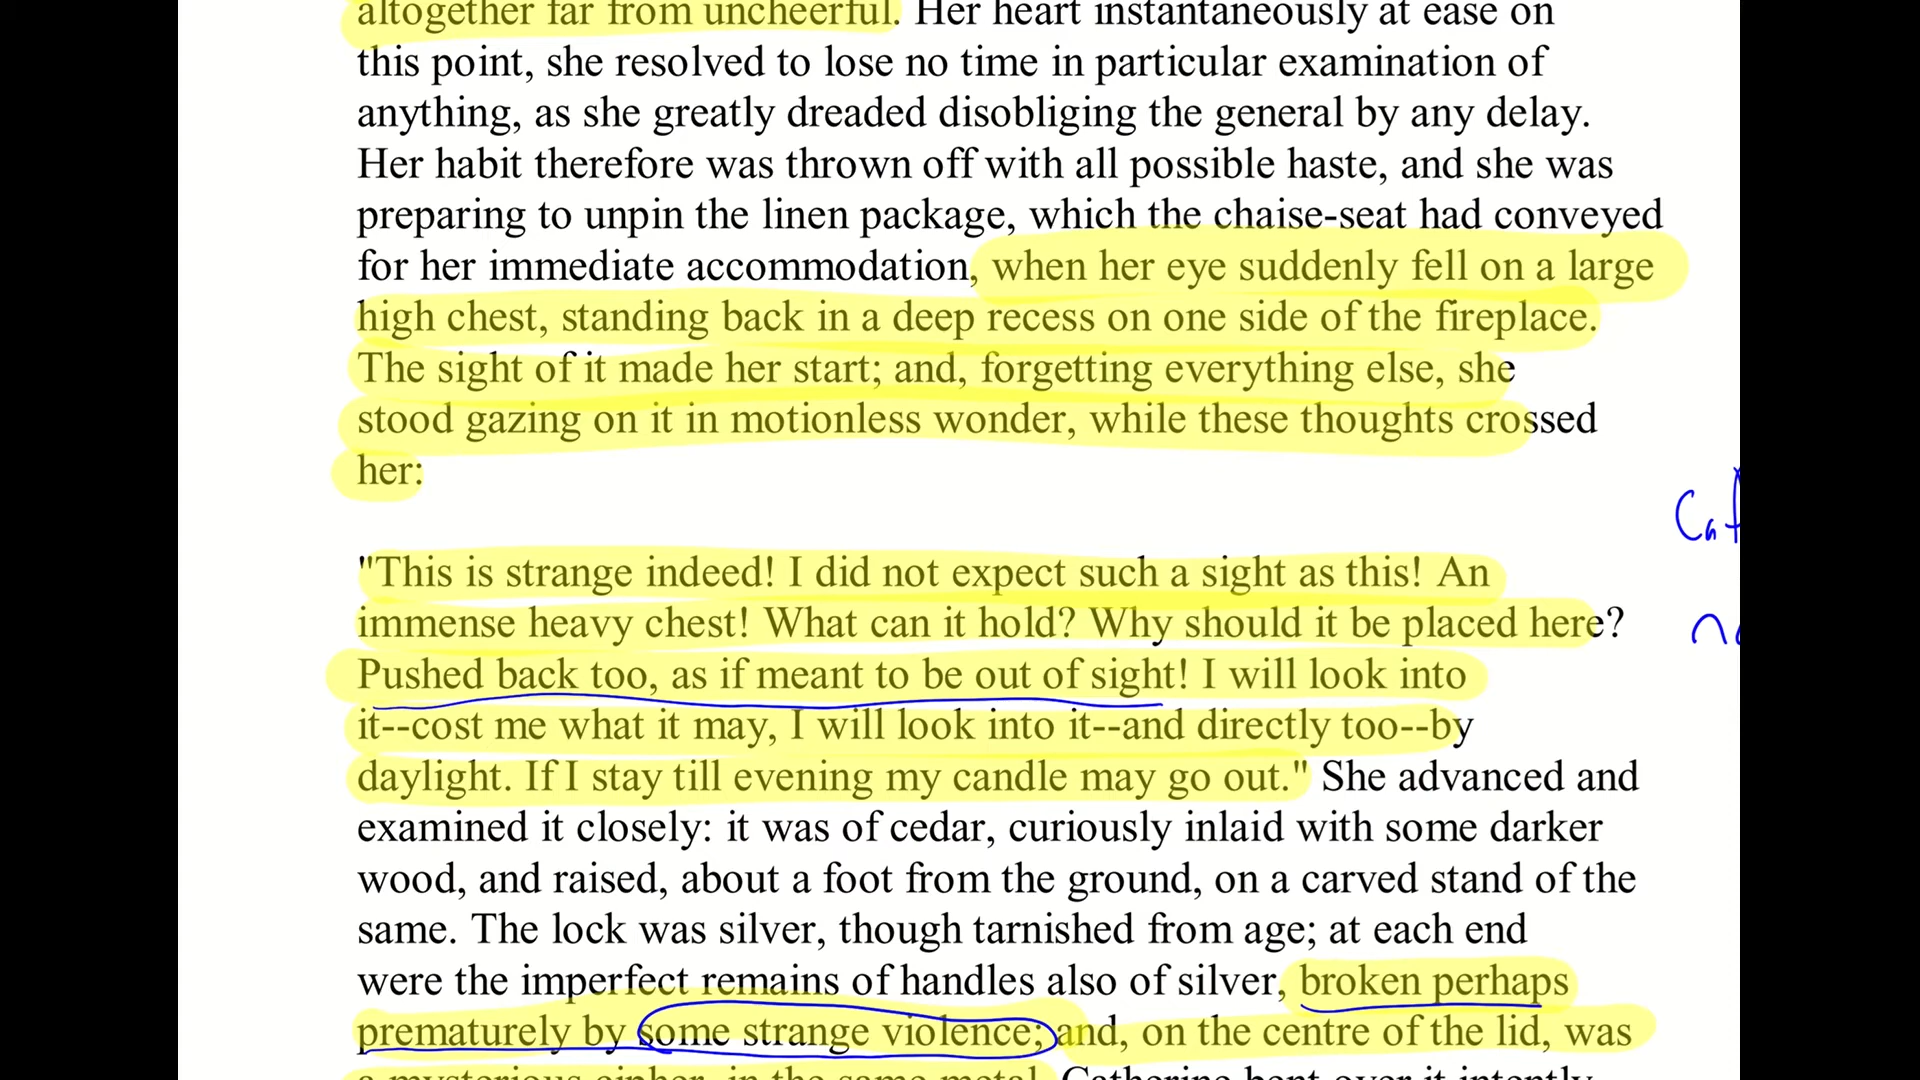 altogether far from uncheerful. Her heart instantaneously at ease on
this point, she resolved to lose no time in particular examination of
anything, as she greatly dreaded disobliging the general by any delay.
Her habit therefore was thrown off with all possible haste, and she was
preparing to unpin the linen package, which the chaise-seat had conveyed
for her immediate accommodation, when her eye suddenly fell on a large
high chest, standing back in a deep recess on one side of the fireplace.
The sight of it made her start; and, forgetting everything else, she
stood gazing on it in motionless wonder, while these thoughts crossed
her:
"This is strange indeed! I did not expect such a sight as this! An
immense heavy chest! What can it hold? Why should it be placed here?
Pushed back too, as if meant to be out of sight! I will look into
it--cost me what it may, I will look into it--and directly too--by
daylight. If I stay till evening my candle may go out." She advanced and
examined it closely: it was of cedar, curiously inlaid with some darker
wood, and raised, about a foot from the ground, on a carved stand of the
same. The lock was silver, though tarnished from age; at each end
were the imperfect remains of handles also of silver, broken perhaps
prematurely by some strange violence; and, on the centre of the lid, was
a mysterious cipher, in the same metal. Catherine bent over it intently